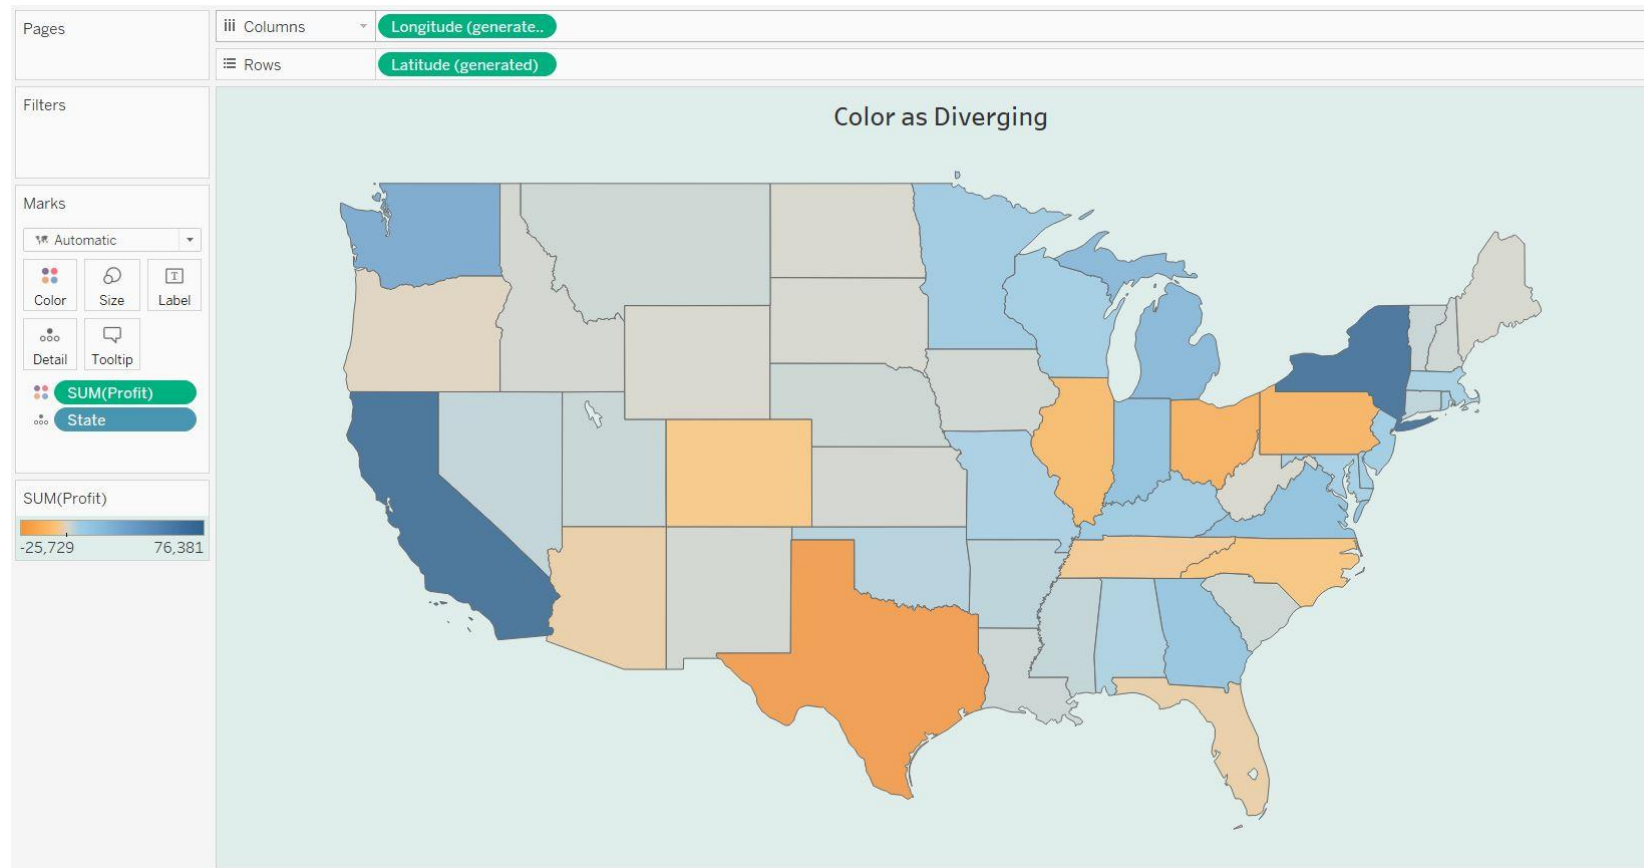 Pages
iii Columns
Longitude (generate..
Rows
Latitude (generated)
Filters
Color as Diverging
Marks
Automatic
Color
Size
T
Label
Detail
Tooltip
SUM(Profit)
State
SUM(Profit)
-25,729
76,381